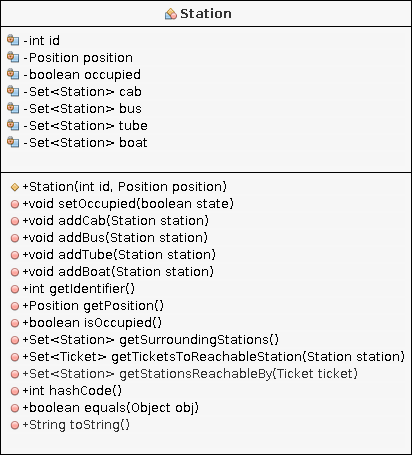 Station
-int id
-Position position
-boolean occupied
-Set<Station> cab
-Set<Station> bus
-Set<Station> tube
-Set<Station> boat
+Station(int id, Position position)
+void setOccupied(boolean state)
+void addCab(Station station)
+void addBus(Station station)
+void addTube(Station station)
+void addBoat(Station station)
+int getIdentifier()
+Position getPosition()
+boolean isOccupied()
+Set<Station> getSurroundingStations()
+Set<Ticket> getTicketsToReachableStation(Station station)
+Set<Station> getStationsReachableBy(Ticket ticket)
+int hashCode()
+boolean equals(Object obj)
+String toString()